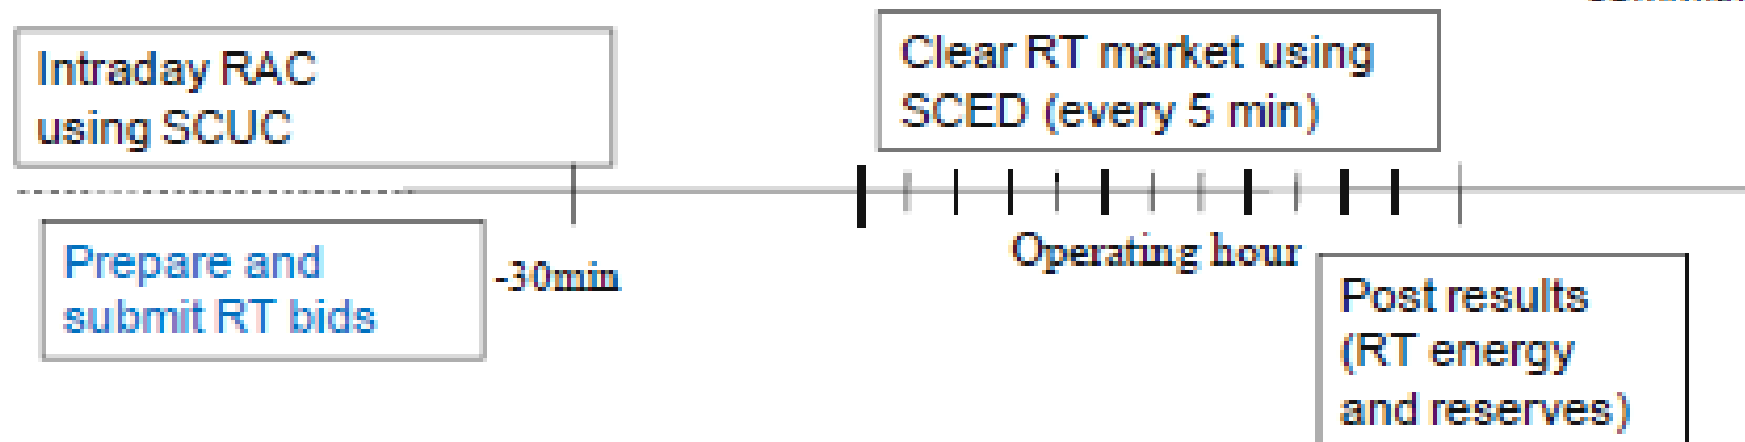 Intraday RAC
using SCUC
Clear RT market using
SCED (every 5 min)
Prepare and
submit RT bids
-30min
Operating hour
Post results
(RT energy
and reserves)